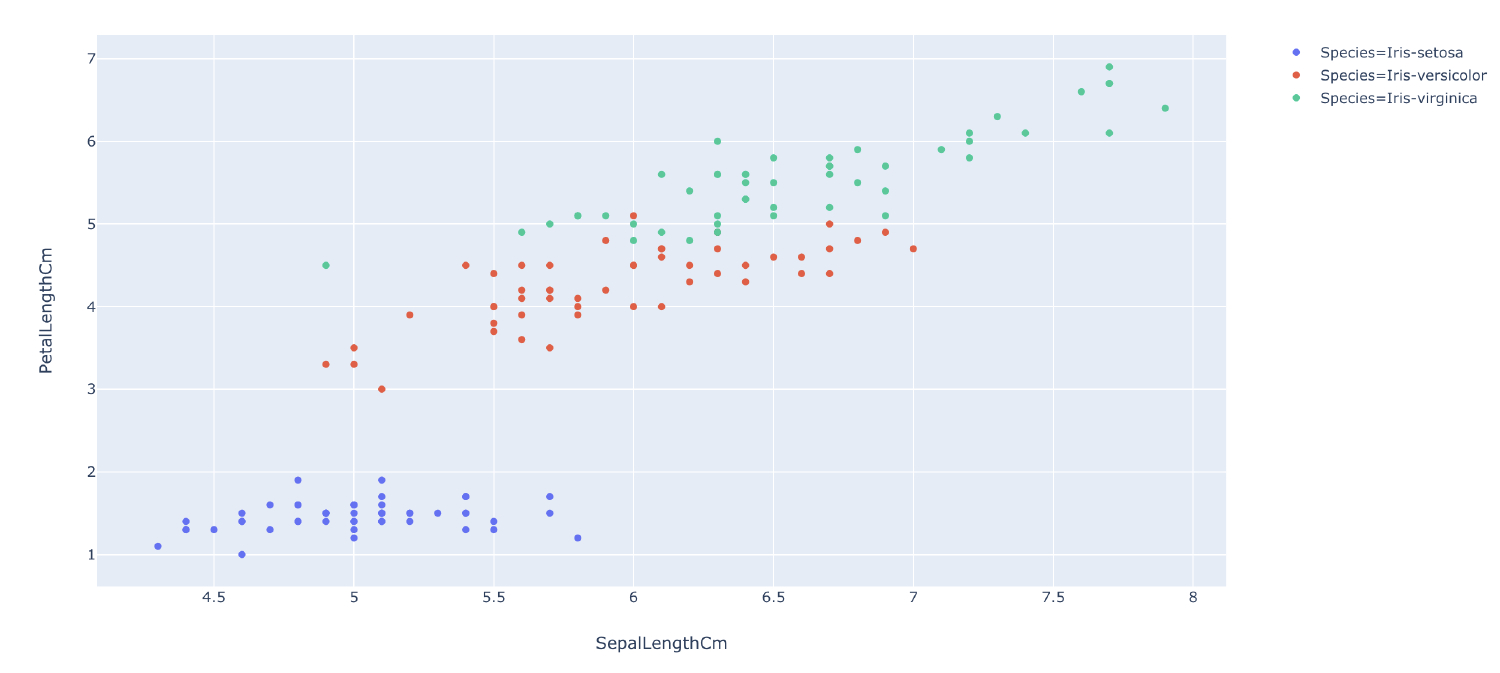 Species=Iris-setosa
Species=Iris-versicolor
Species=Iris-virginica
PetalLengthCm
7
6
5
4
3
2
1
4.5 5 5.5 6 6.5 7 7.5 8
SepalLengthCm